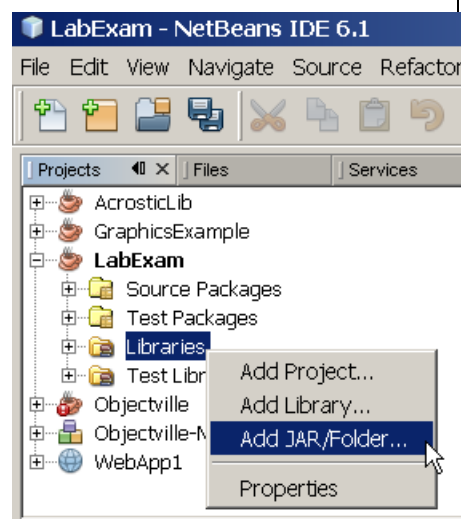 LabExam - NetBeans IDE 6.1
File Edit View Navigate Source Refactor
Projects Files Services
AcrosticLib
GraphicsExample
LabExam
Source Packages
Test Packages
Libraries
Test Libr
Add Project...
Objectville
Add Library...
Objectville-N
Add JAR/Folder...
WebApp1
Properties